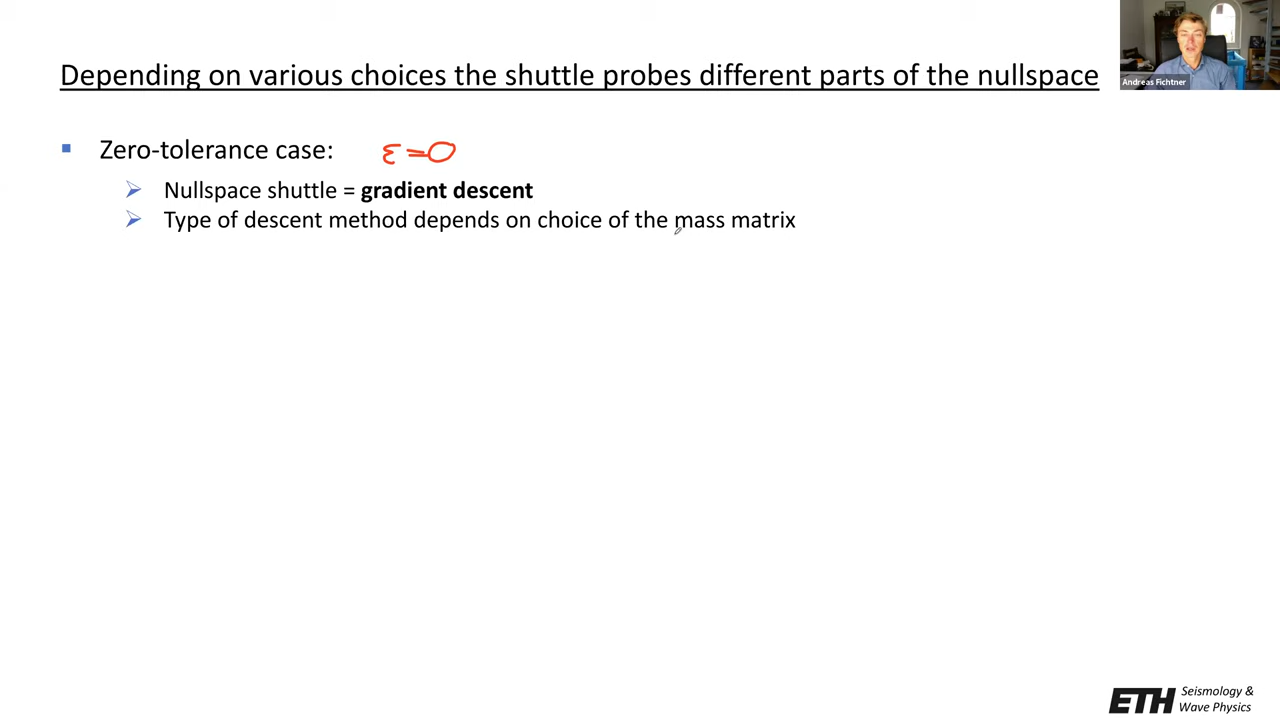 Depending on various choices the shuttle probes different parts of the nullspace
Andreas Fichtner
Zero-tolerance case: ε=0
Nullspace shuttle = gradient descent
Type of descent method depends on choice of the mass matrix
ETH Seismology &
Wave Physics